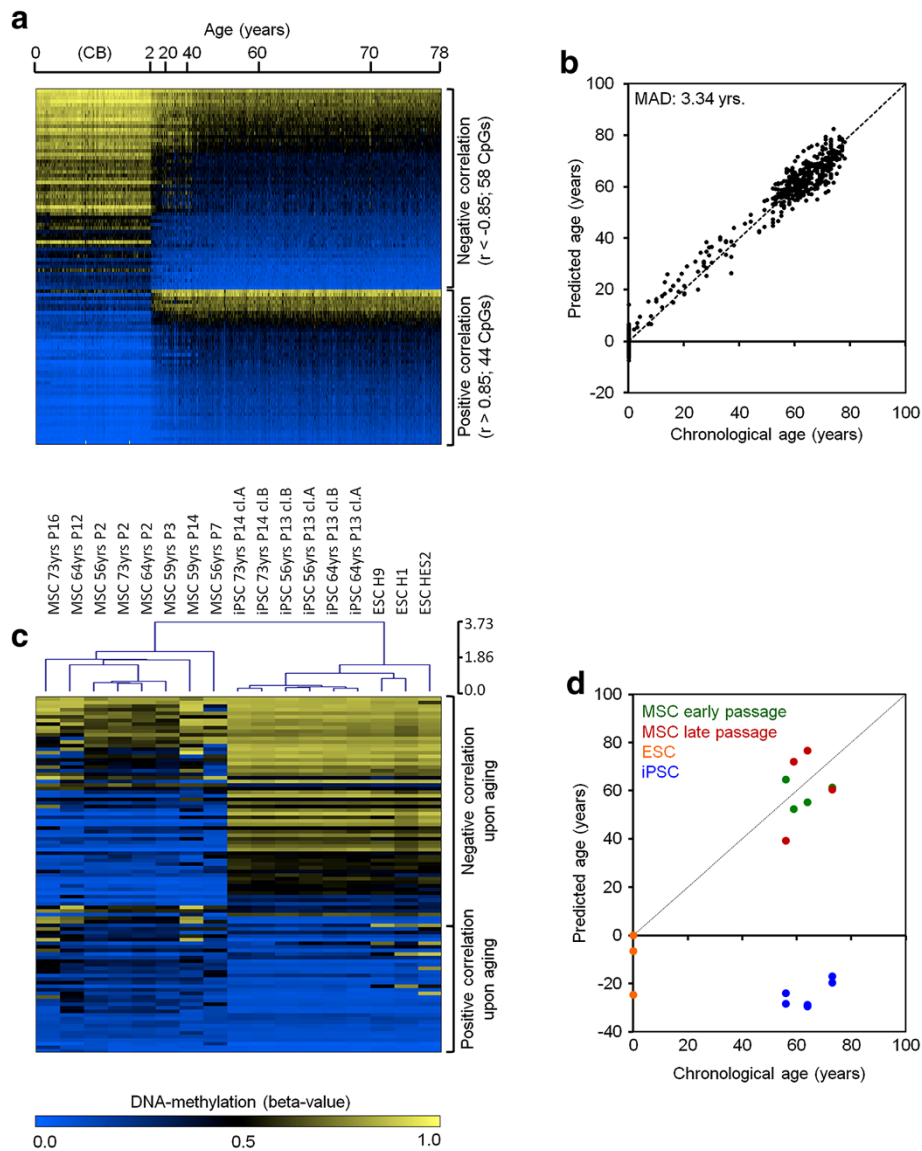 a
Age (years)
0 (CB) 2 20 40 60 70 78
Negative correlation
(r < -0.85; 58 CpGs)
Positive correlation
(r > 0.85; 44 CpGs)
b
MAD: 3.34 yrs.
Predicted age (years)
100
80
60
40
20
0
-20
0 20 40 60 80 100
Chronological age (years)
MSC 73yrs P16
MSC 64yrs P12
MSC 56yrs P2
MSC 73yrs P2
MSC 64yrs P2
MSC 59yrs P3
MSC 59yrs P14
MSC 56yrs P7
iPSC 73yrs P14 cl.A
iPSC 73yrs P14 cl.B
iPSC 56yrs P13 cl.B
iPSC 56yrs P13 cl.A
iPSC 64yrs P13 cl.B
iPSC 64yrs P13 cl.A
ESC H9
ESC H1
ESC HES2
c
3.73
1.86
0.0
Negative correlation
upon aging
Positive correlation
upon aging
DNA-methylation (beta-value)
0.0 0.5 1.0
d
MSC early passage
MSC late passage
ESC
iPSC
Predicted age (years)
100
80
60
40
20
0
-20
-40
0 20 40 60 80 100
Chronological age (years)